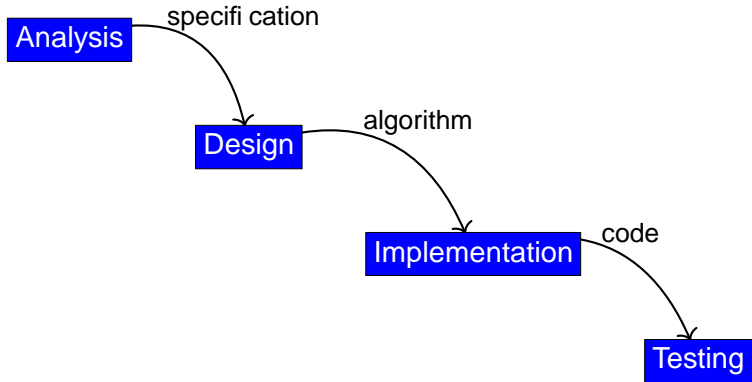 specifi cation
Analysis
algorithm
Design
code
Implementation
Testing